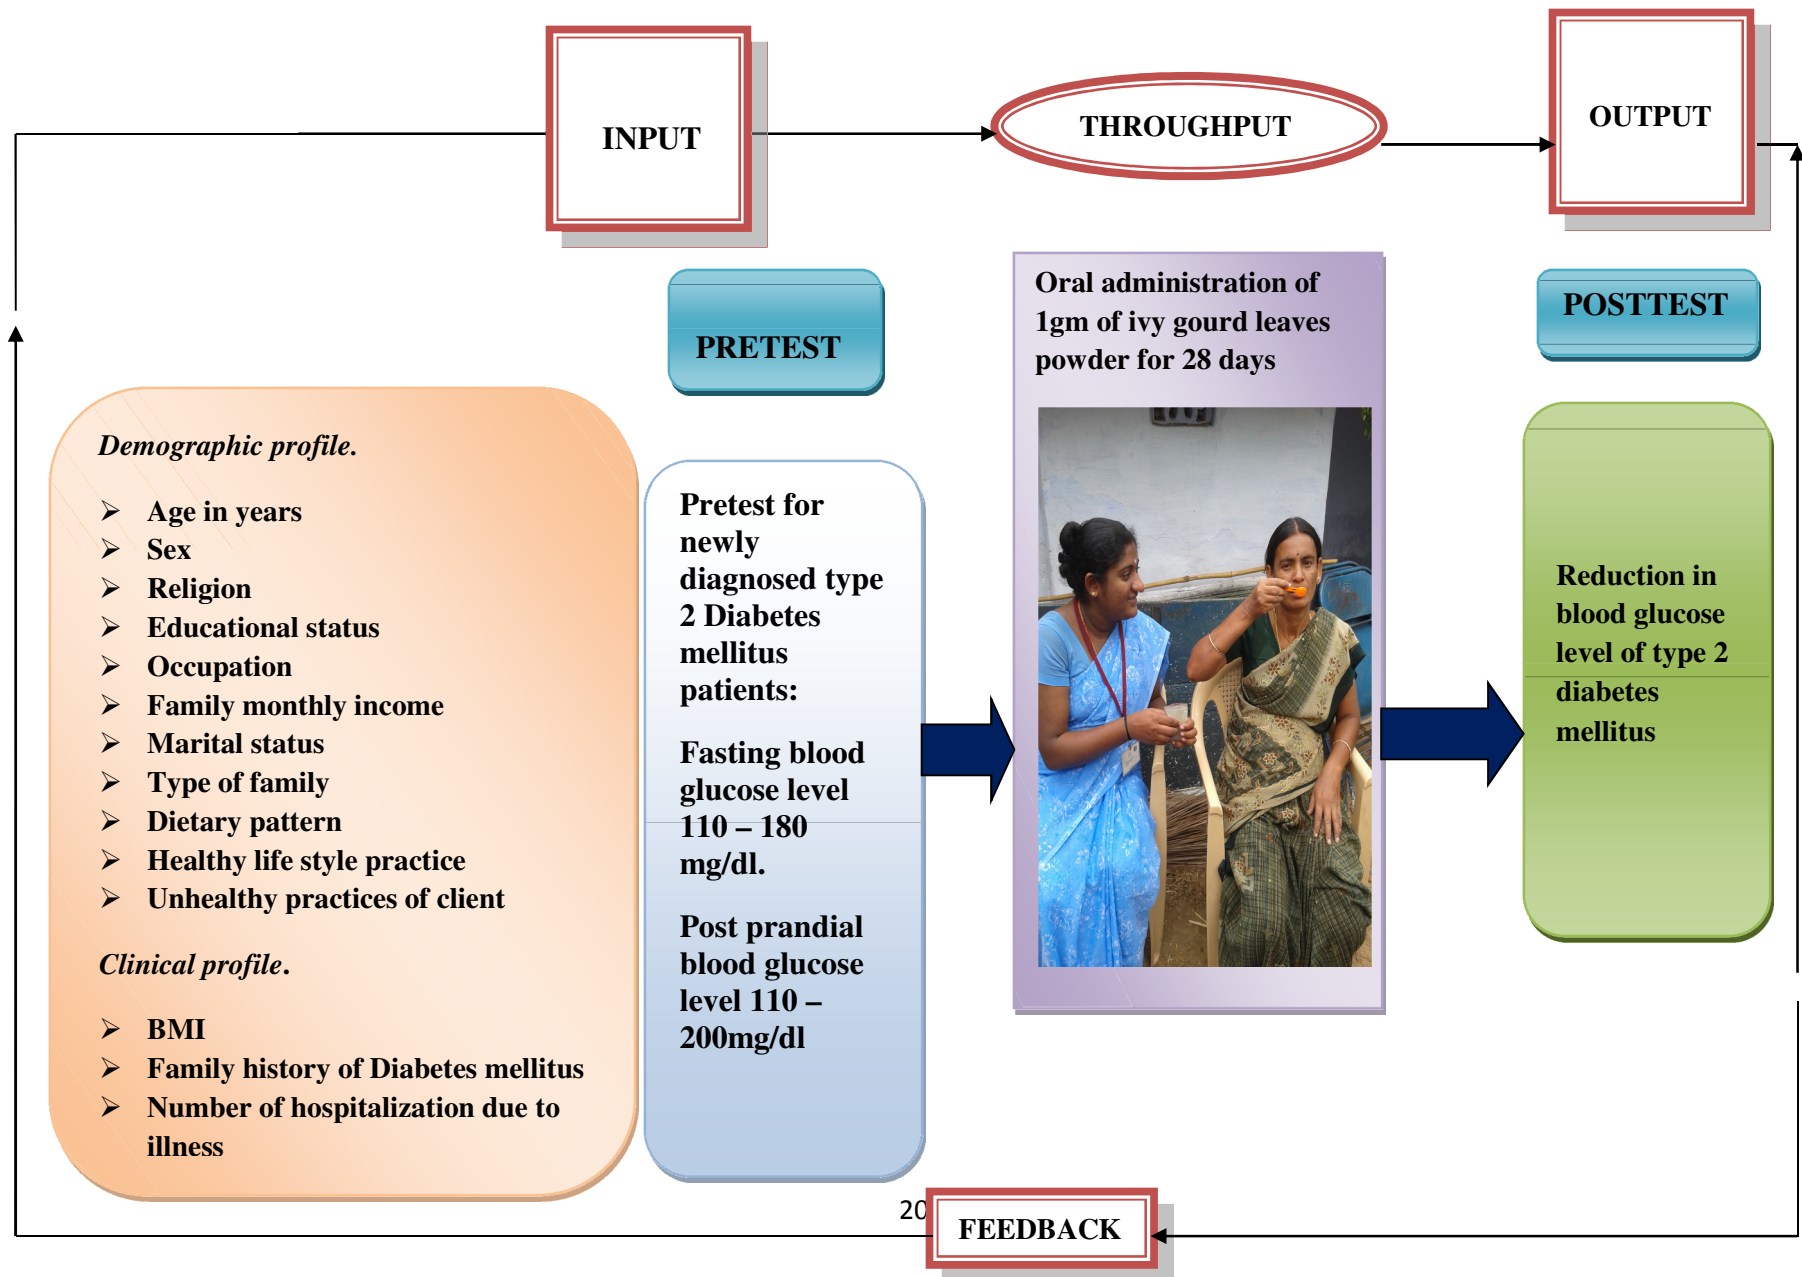 INPUT
THROUGHPUT
OUTPUT
PRETEST
POSTTEST
Demographic profile.
➢ Age in years
➢ Sex
➢ Religion
➢ Educational status
➢ Occupation
➢ Family monthly income
➢ Marital status
➢ Type of family
➢ Dietary pattern
➢ Healthy life style practice
➢ Unhealthy practices of client
Clinical profile.
➢ BMI
➢ Family history of Diabetes mellitus
➢ Number of hospitalization due to
illness
Pretest for
newly
diagnosed type
2 Diabetes
mellitus
patients:
Fasting blood
glucose level
110 – 180
mg/dl.
Post prandial
blood glucose
level 110 –
200mg/dl
Oral administration of
1gm of ivy gourd leaves
powder for 28 days
Reduction in
blood glucose
level of type 2
diabetes
mellitus
20
FEEDBACK